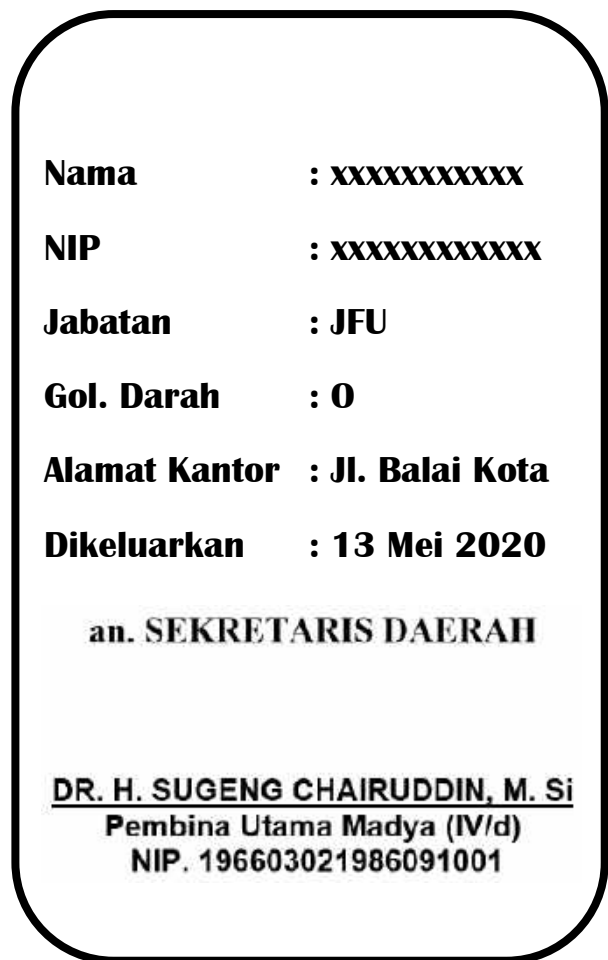 Nama : xxxxxxxxxxx
NIP : xxxxxxxxxxxx
Jabatan : JFU
Gol. Darah : O
Alamat Kantor : Jl. Balai Kota
Dikeluarkan : 13 Mei 2020
an. SEKRETARIS DAERAH
DR. H. SUGENG CHAIRUDDIN, M. Si
Pembina Utama Madya (IV/d)
NIP. 196603021986091001